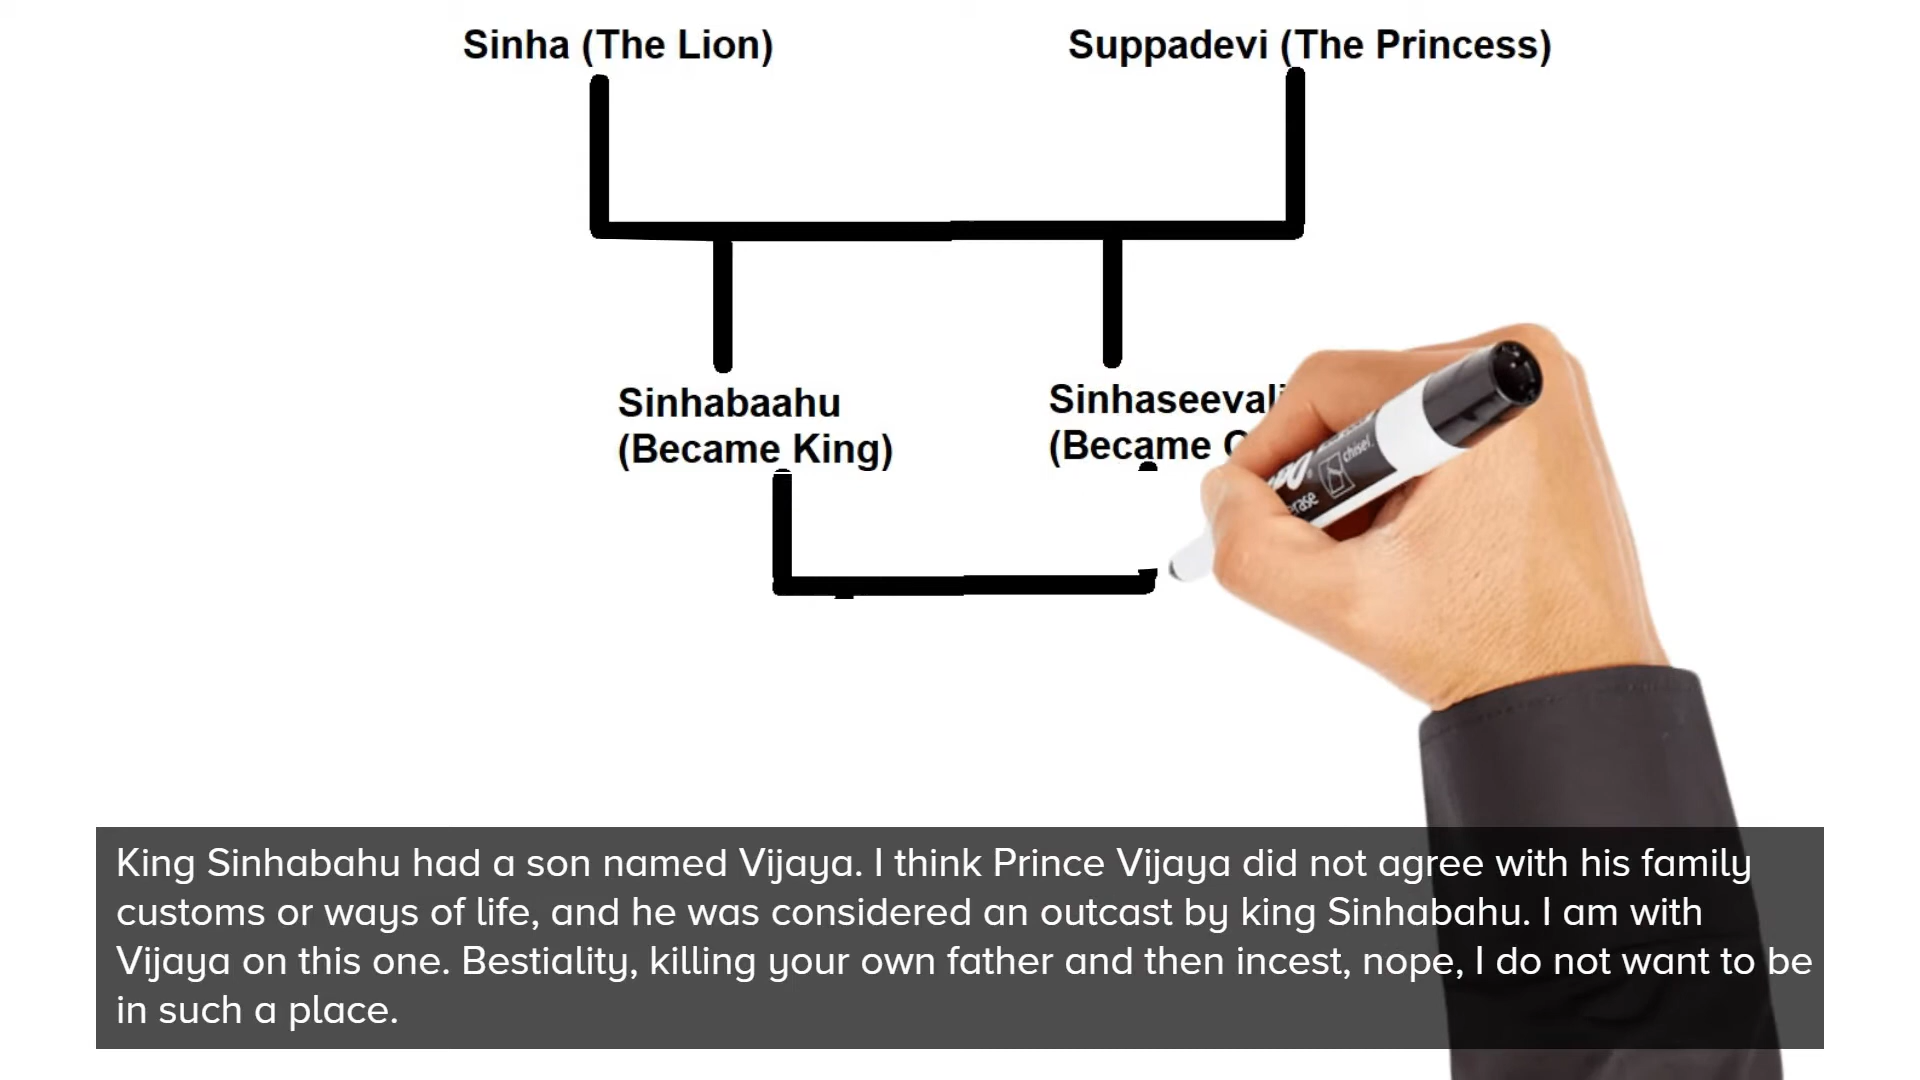 Sinha (The Lion)
Suppadevi (The Princess)
Sinhabaahu
(Became King)
Sinhaseevali
(Became
chisel
King Sinhabahu had a son named Vijaya. I think Prince Vijaya did not agree with his family
customs or ways of life, and he was considered an outcast by king Sinhabahu. I am with
Vijaya on this one. Bestiality, killing your own father and then incest, nope, I do not want to be
in such a place.